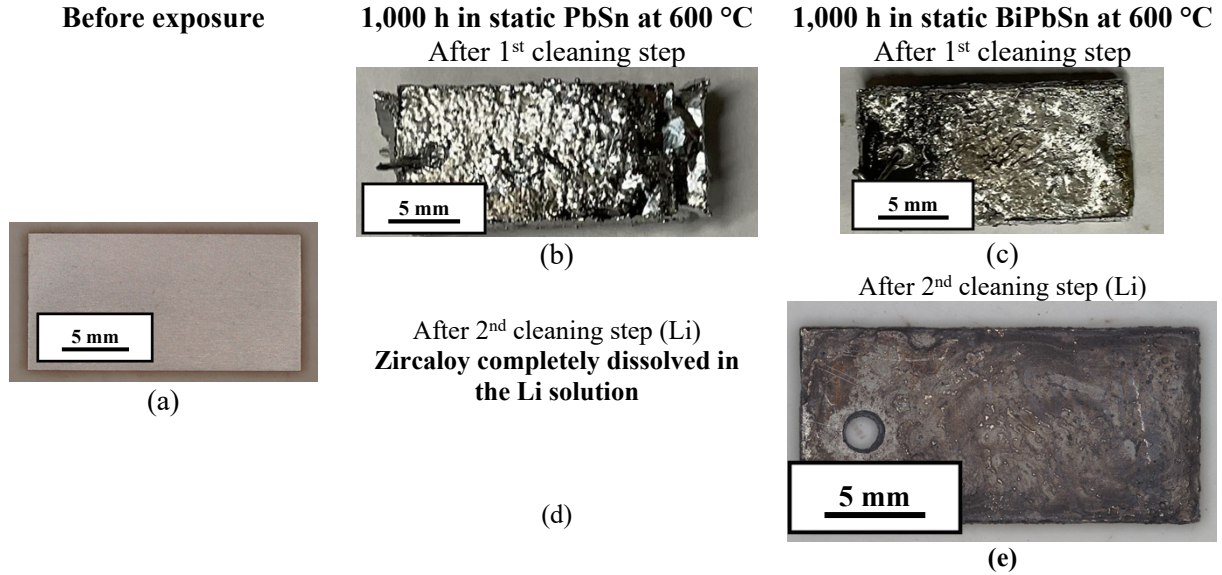 Before exposure
1,000 h in static PbSn at 600 °C
1,000 h in static BiPbSn at 600 °C
After 1st cleaning step
After 1st cleaning step
5 mm
5 mm
(b)
(c)
5 mm
(a)
After 2nd cleaning step (Li)
Zircaloy completely dissolved in
the Li solution
(d)
After 2nd cleaning step (Li)
5 mm
(e)